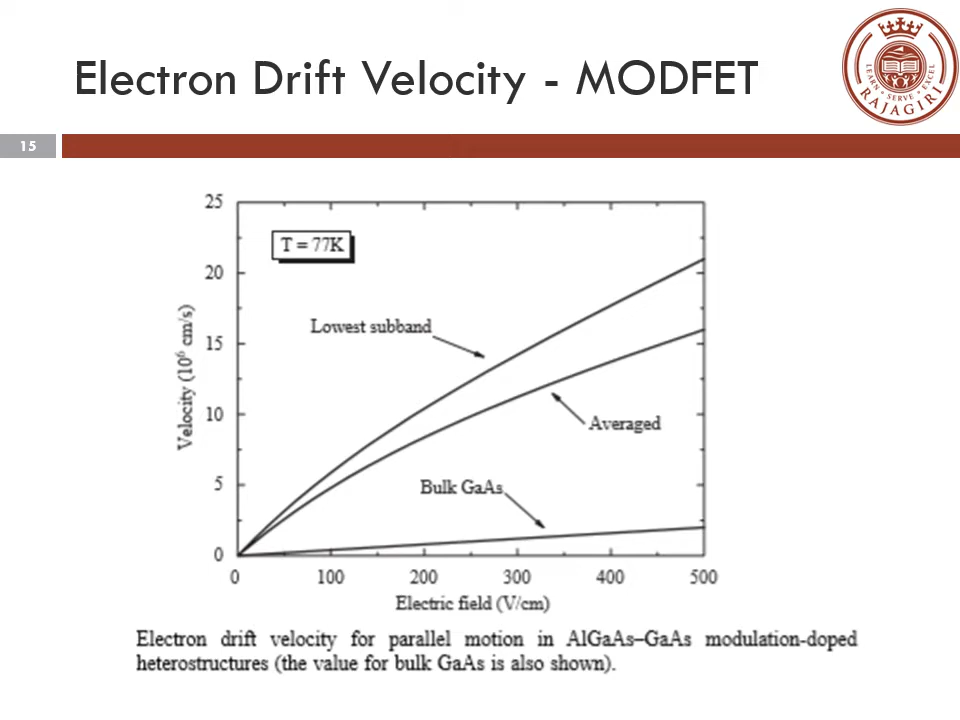 Electron Drift Velocity - MODFET
LEARN • SERVE • EXCEL
RAJAGIRI
15
25
T = 77K
20
Lowest subband
15
Velocity (10⁶ cm/s)
10
Averaged
Bulk GaAs
5
0
0 100 200 300 400 500
Electric field (V/cm)
Electron drift velocity for parallel motion in AlGaAs–GaAs modulation-doped
heterostructures (the value for bulk GaAs is also shown).